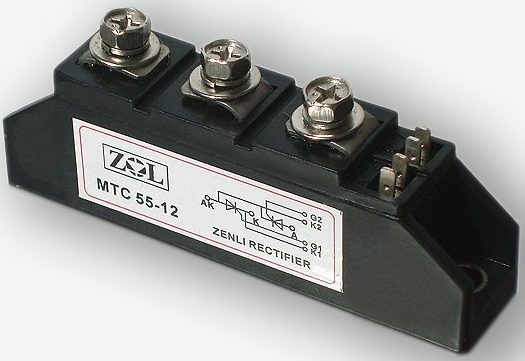 ZOL
MTC 55-12
AK
K
A
G2
K2
G1
K1
ZENLI RECTIFIER